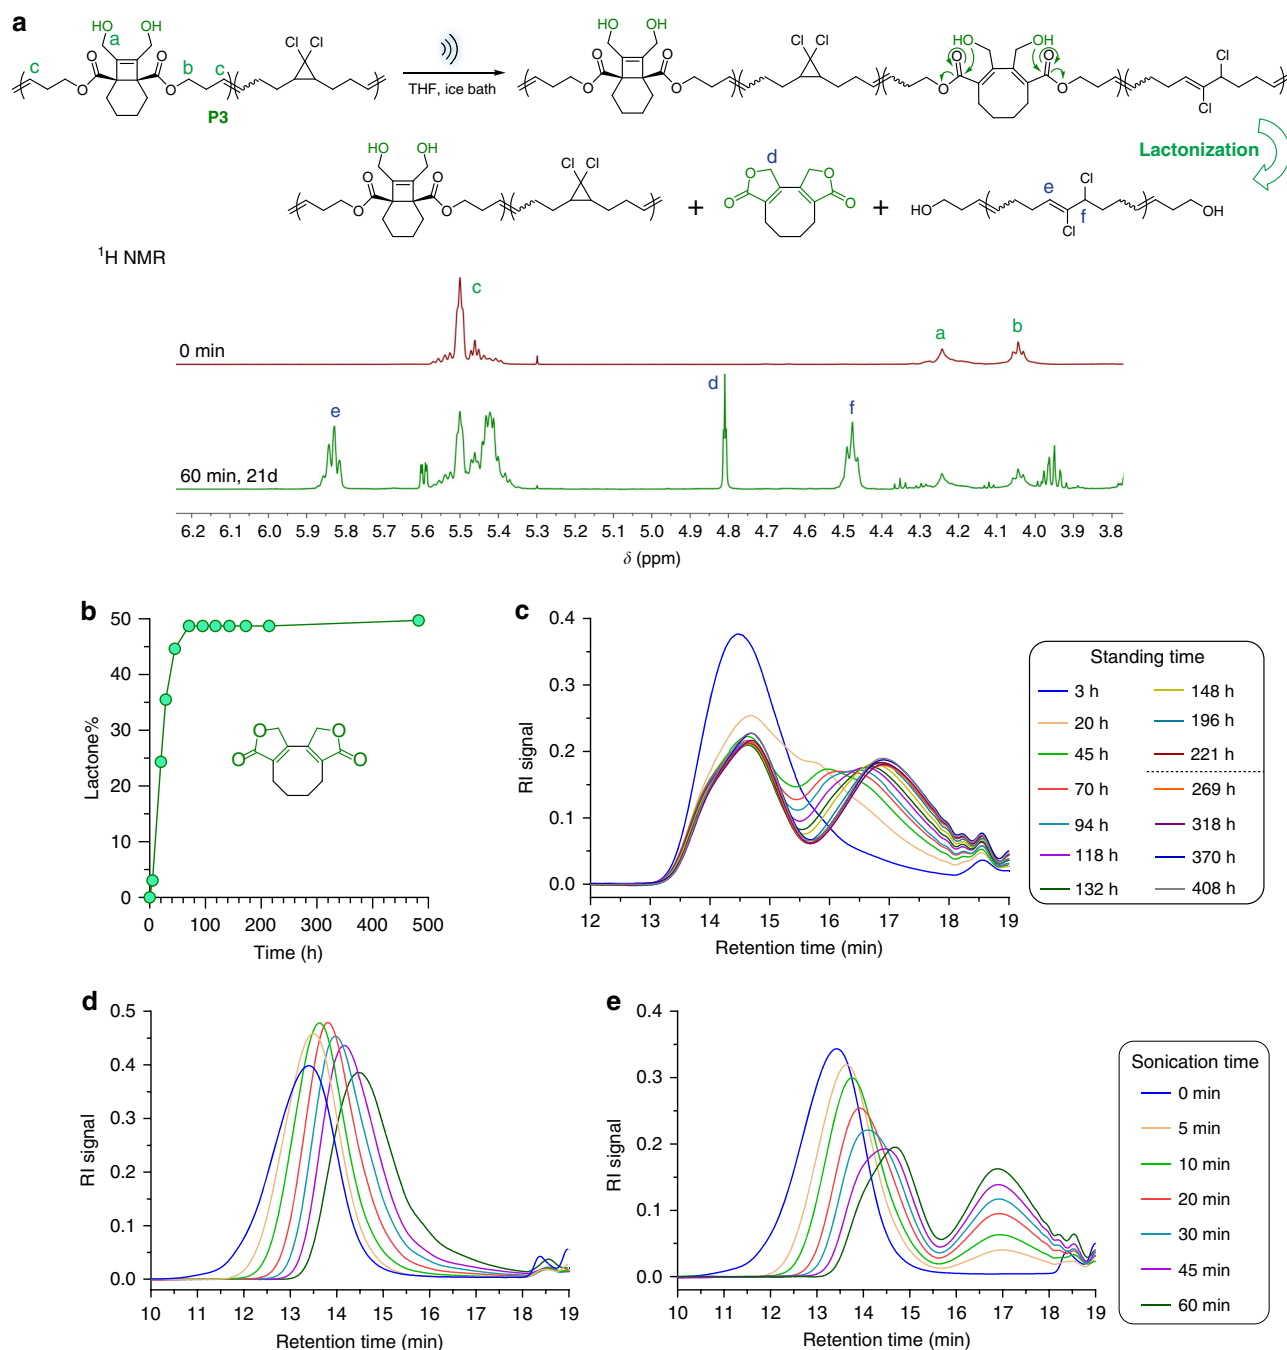 a
HO OH
a
c b c
O O
O O
P3
Cl Cl
THF, ice bath
HO OH
O O
O O
Cl Cl
OH OH
O O
O O
Cl
Cl
Lactonization
HO OH
O O
O O
Cl Cl
+
d
O O
O O
+
HO
e
Cl
f
Cl
OH
¹H NMR
c
a
b
0 min
e
d
f
60 min, 21d
6.2 6.1 6.0 5.9 5.8 5.7 5.6 5.5 5.4 5.3 5.2 5.1 5.0 4.9 4.8 4.7 4.6 4.5 4.4 4.3 4.2 4.1 4.0 3.9 3.8
δ (ppm)
b
50
40
30
20
10
0
Lactone%
O O
O O
0 100 200 300 400 500
Time (h)
c
0.4
0.3
0.2
0.1
0.0
RI signal
12 13 14 15 16 17 18 19
Retention time (min)
Standing time
3 h 148 h
20 h 196 h
45 h 221 h
70 h 269 h
94 h 318 h
118 h 370 h
132 h 408 h
d
0.5
0.4
0.3
0.2
0.1
0.0
RI signal
10 11 12 13 14 15 16 17 18 19
Retention time (min)
e
0.4
0.3
0.2
0.1
0.0
RI signal
10 11 12 13 14 15 16 17 18 19
Retention time (min)
Sonication time
0 min
5 min
10 min
20 min
30 min
45 min
60 min